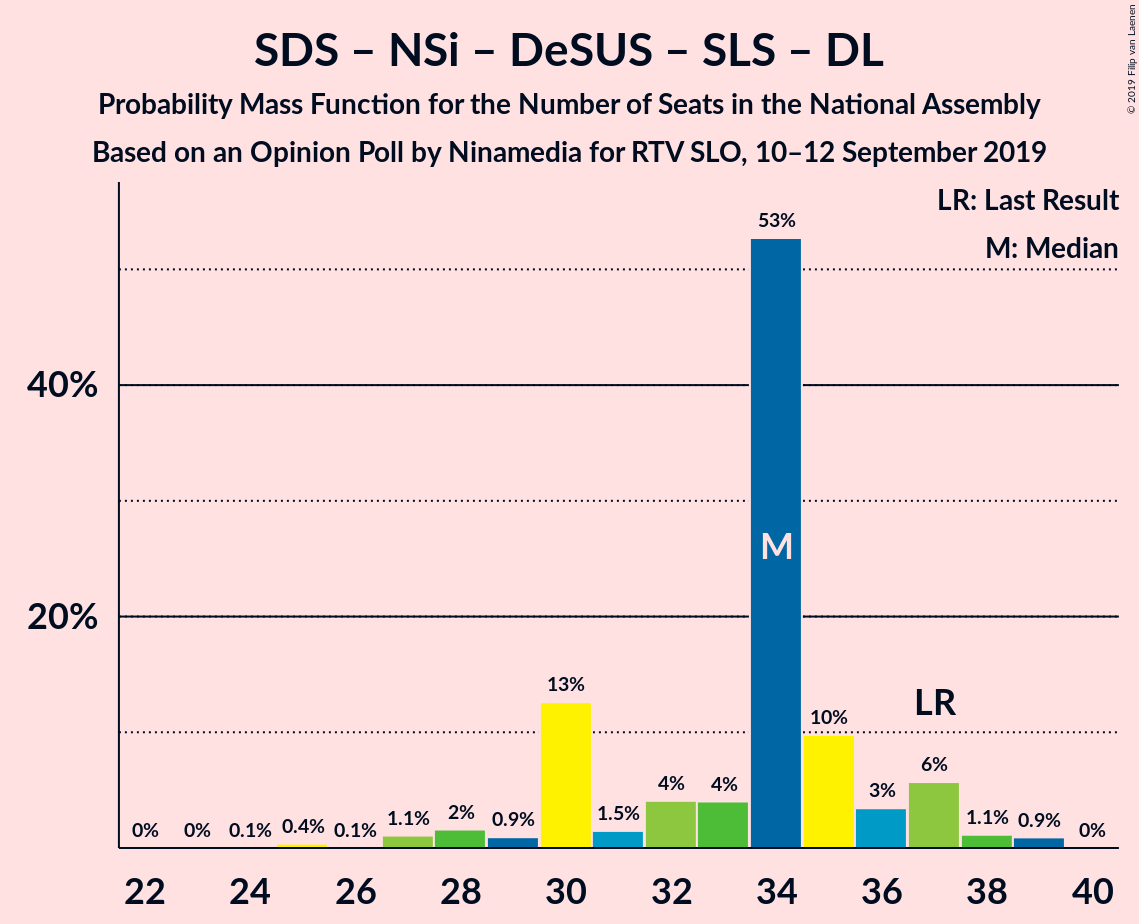 SDS – NSi – DeSUS – SLS – DL
Probability Mass Function for the Number of Seats in the National Assembly
Based on an Opinion Poll by Ninamedia for RTV SLO, 10–12 September 2019
© 2019 Filip van Laenen
LR: Last Result
M: Median
40%
20%
0%
0%
0.1%
0.4%
0.1%
1.1%
2%
0.9%
13%
1.5%
4%
4%
53%
M
10%
3%
LR
6%
1.1%
0.9%
0%
22 24 26 28 30 32 34 36 38 40